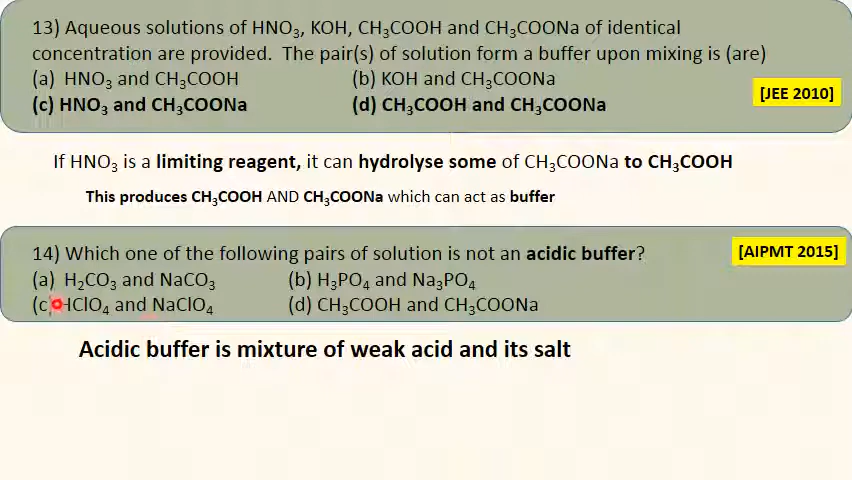 13) Aqueous solutions of HNO₃, KOH, CH₃COOH and CH₃COONa of identical
concentration are provided. The pair(s) of solution form a buffer upon mixing is (are)
(a) HNO₃ and CH₃COOH (b) KOH and CH₃COONa
[JEE 2010]
(c) HNO₃ and CH₃COONa (d) CH₃COOH and CH₃COONa
If HNO₃ is a limiting reagent, it can hydrolyse some of CH₃COONa to CH₃COOH
This produces CH₃COOH AND CH₃COONa which can act as buffer
14) Which one of the following pairs of solution is not an acidic buffer?
[AIPMT 2015]
(a) H₂CO₃ and NaCO₃ (b) H₃PO₄ and Na₃PO₄
(c) HClO₄ and NaClO₄ (d) CH₃COOH and CH₃COONa
Acidic buffer is mixture of weak acid and its salt